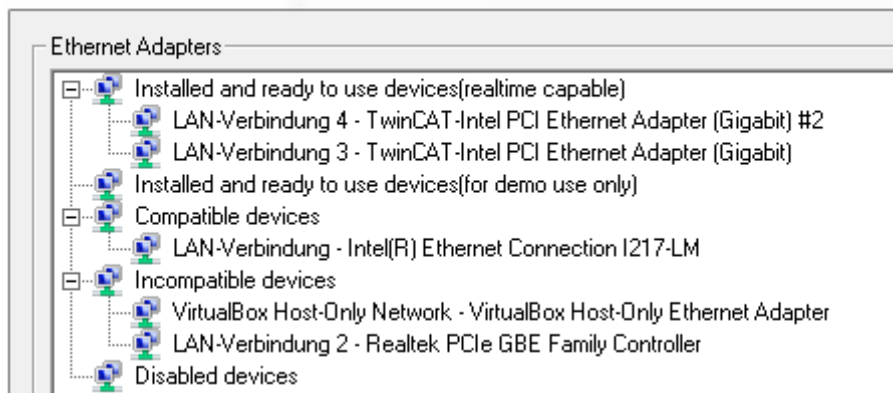 Ethernet Adapters
Installed and ready to use devices(realtime capable)
LAN-Verbindung 4 - TwinCAT-Intel PCI Ethernet Adapter (Gigabit) #2
LAN-Verbindung 3 - TwinCAT-Intel PCI Ethernet Adapter (Gigabit)
Installed and ready to use devices(for demo use only)
Compatible devices
LAN-Verbindung - Intel(R) Ethernet Connection I217-LM
Incompatible devices
VirtualBox Host-Only Network - VirtualBox Host-Only Ethernet Adapter
LAN-Verbindung 2 - Realtek PCIe GBE Family Controller
Disabled devices